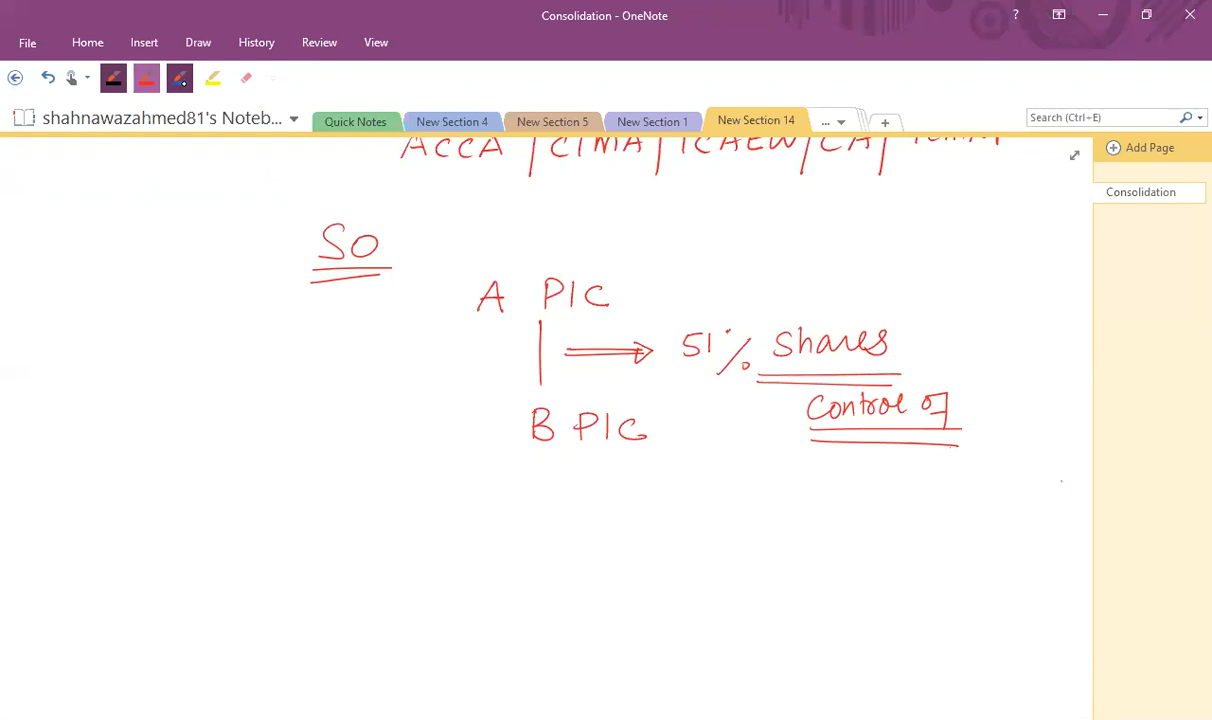 Consolidation - OneNote
?
File Home Insert Draw History Review View
shahnawazahmed81's Noteb... Quick Notes New Section 4 New Section 5 New Section 1 New Section 14 ... Search (Ctrl+E)
Add Page
Consolidation
ACCA / CIMA / ICAEW / CA /
SO
A PlC
51% Shares
Control of
B PlC